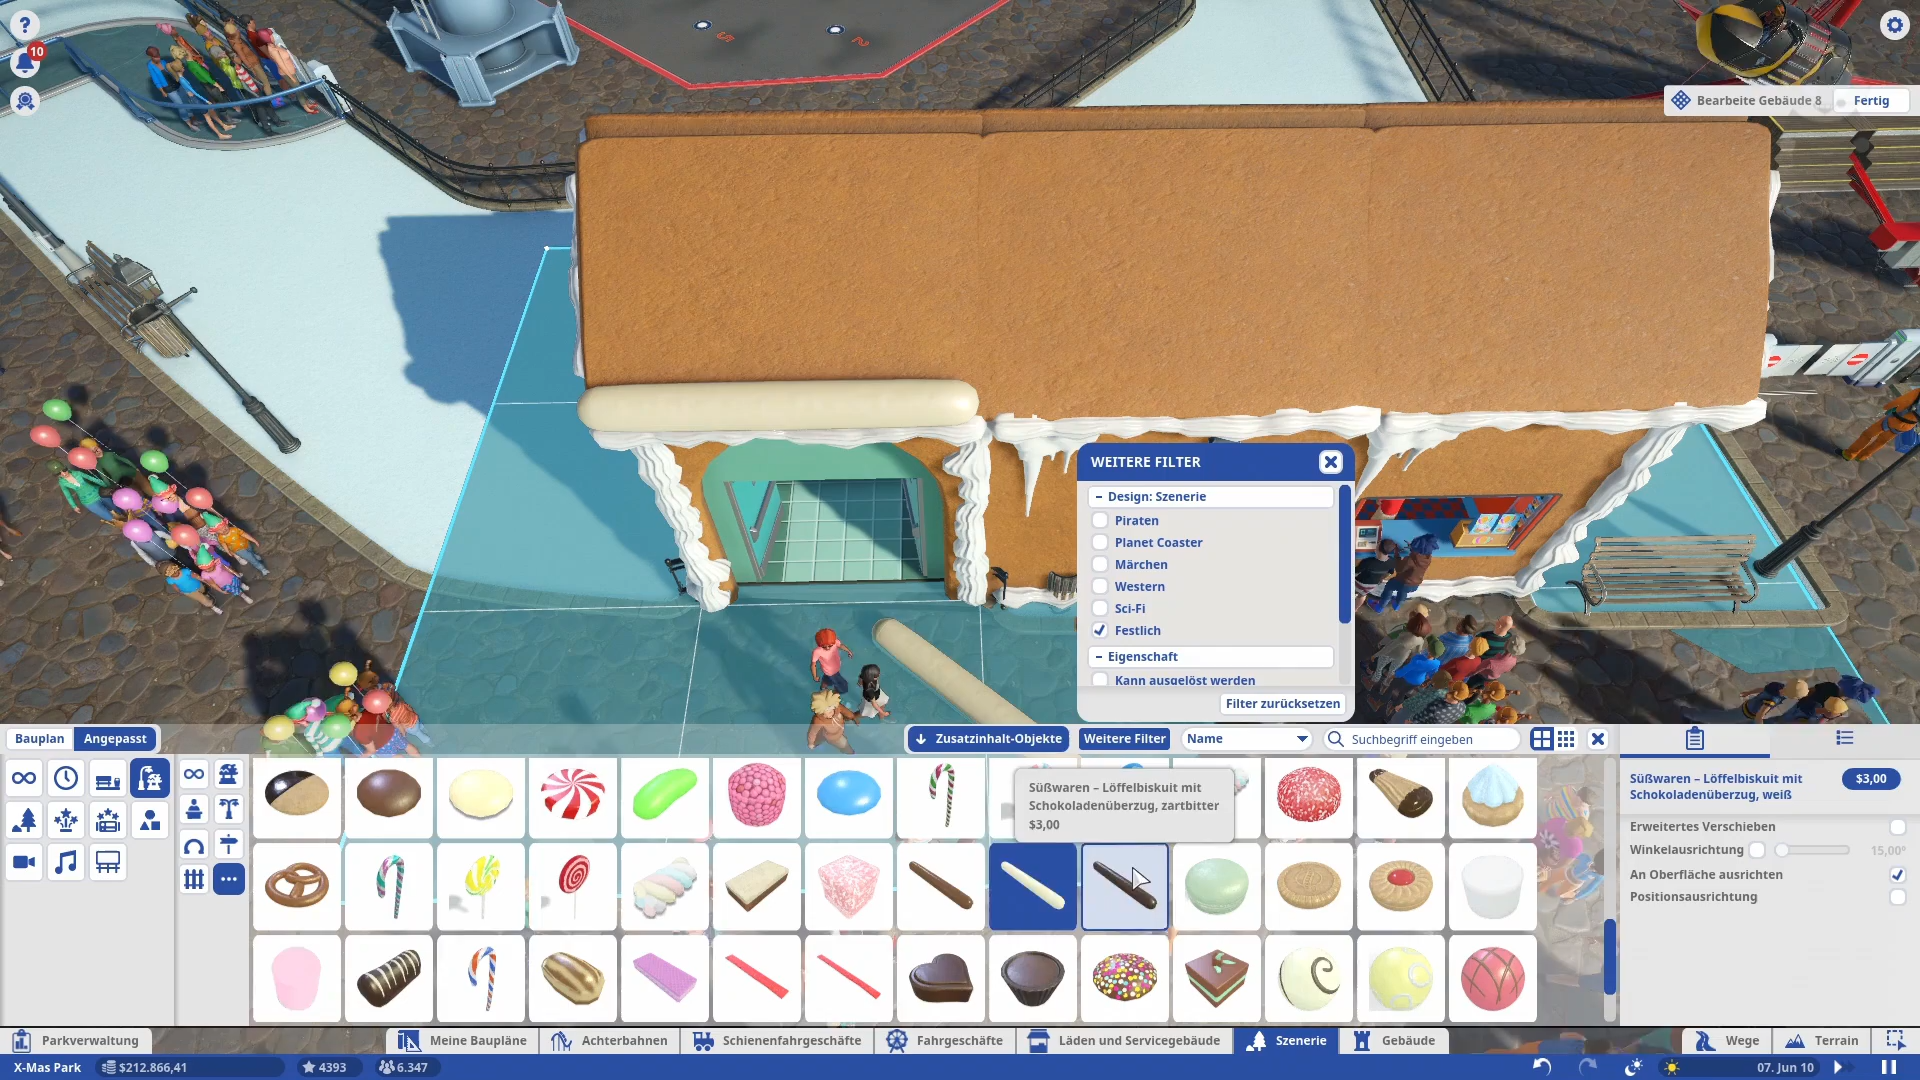 ?
10
Bearbeite Gebäude 8
Fertig
5
2
WEITERE FILTER
– Design: Szenerie
Piraten
Planet Coaster
Märchen
Western
Sci-Fi
Festlich
– Eigenschaft
Kann ausgelöst werden
Filter zurücksetzen
Bauplan
Angepasst
Zusatzinhalt-Objekte
Weitere Filter
Name
Suchbegriff eingeben
Süßwaren – Löffelbiskuit mit
Schokoladenüberzug, zartbitter
$3,00
Süßwaren – Löffelbiskuit mit
Schokoladenüberzug, weiß
$3,00
Erweitertes Verschieben
Winkelausrichtung
15,00°
An Oberfläche ausrichten
Positionsausrichtung
Parkverwaltung
Meine Baupläne
Achterbahnen
Schienenfahrgeschäfte
Fahrgeschäfte
Läden und Servicegebäude
Szenerie
Gebäude
Wege
Terrain
X-Mas Park
$212.866,41
4393
6.347
07. Jun 10